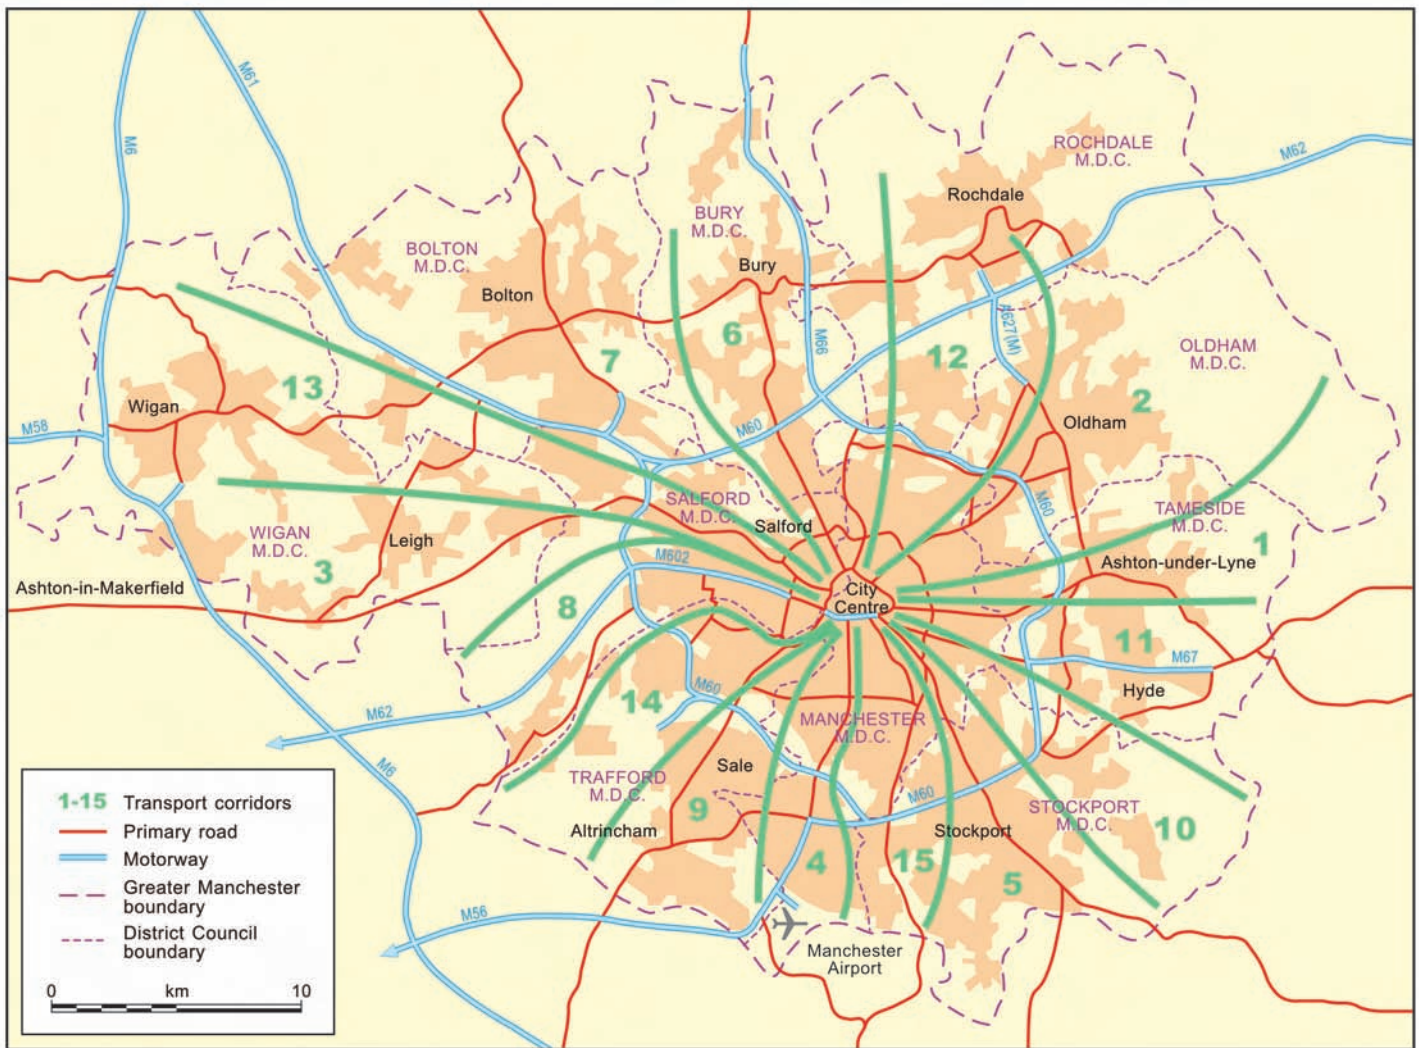 M6
M61
M62
ROCHDALE
M.D.C.
Rochdale
BURY
M.D.C.
BOLTON
M.D.C.
Bury
Bolton
M66
OLDHAM
M.D.C.
6
7
12
13
2
Wigan
M58
M60
Oldham
SALFORD
M.D.C.
Salford
M60
TAMESIDE
M.D.C.
1
WIGAN
M.D.C.
3
Leigh
M602
Ashton-under-Lyne
Ashton-in-Makerfield
City
Centre
8
11
M67
Hyde
14
M60
M62
MANCHESTER
M.D.C.
M6
Sale
TRAFFORD
M.D.C.
M60
STOCKPORT
M.D.C.
9
Altrincham
Stockport
10
4
15
5
M56
Manchester
Airport
1-15 Transport corridors
Primary road
Motorway
Greater Manchester
boundary
District Council
boundary
0 km 10